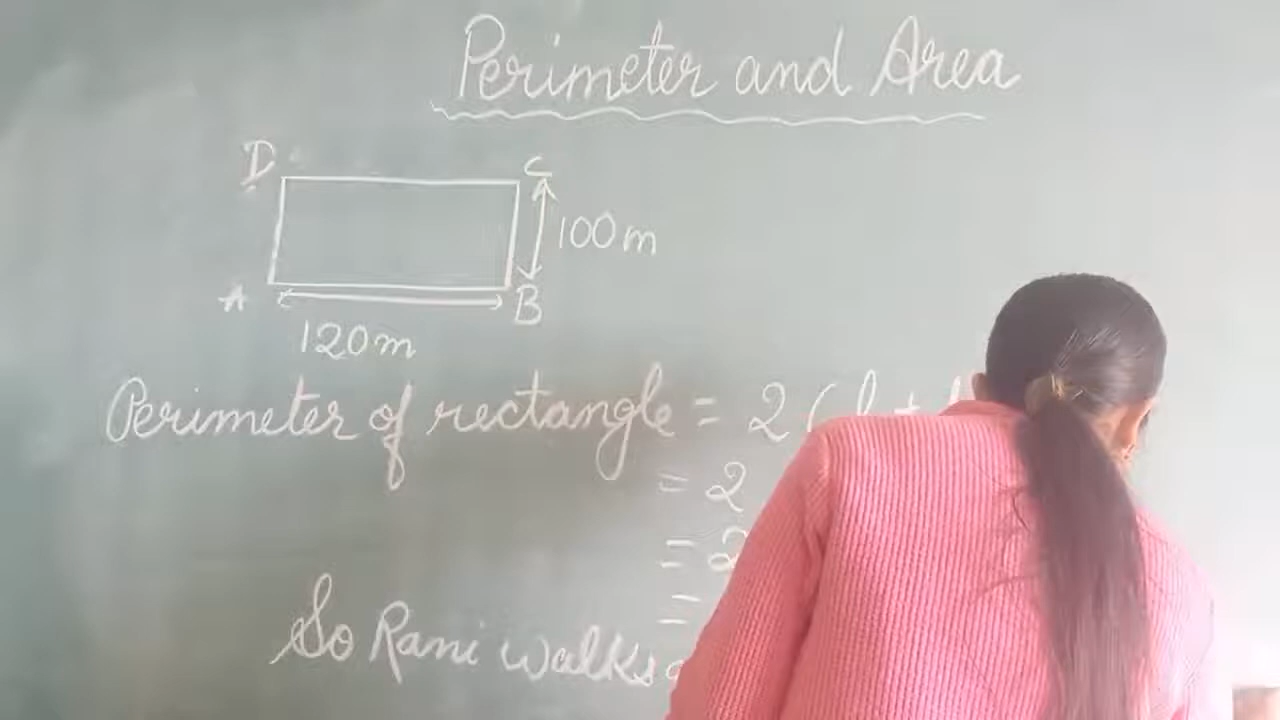 Perimeter and Area
D
C
100m
A
B
120m
Perimeter of rectangle = 2 ( l +
= 2
= 2
=
So Rani walks